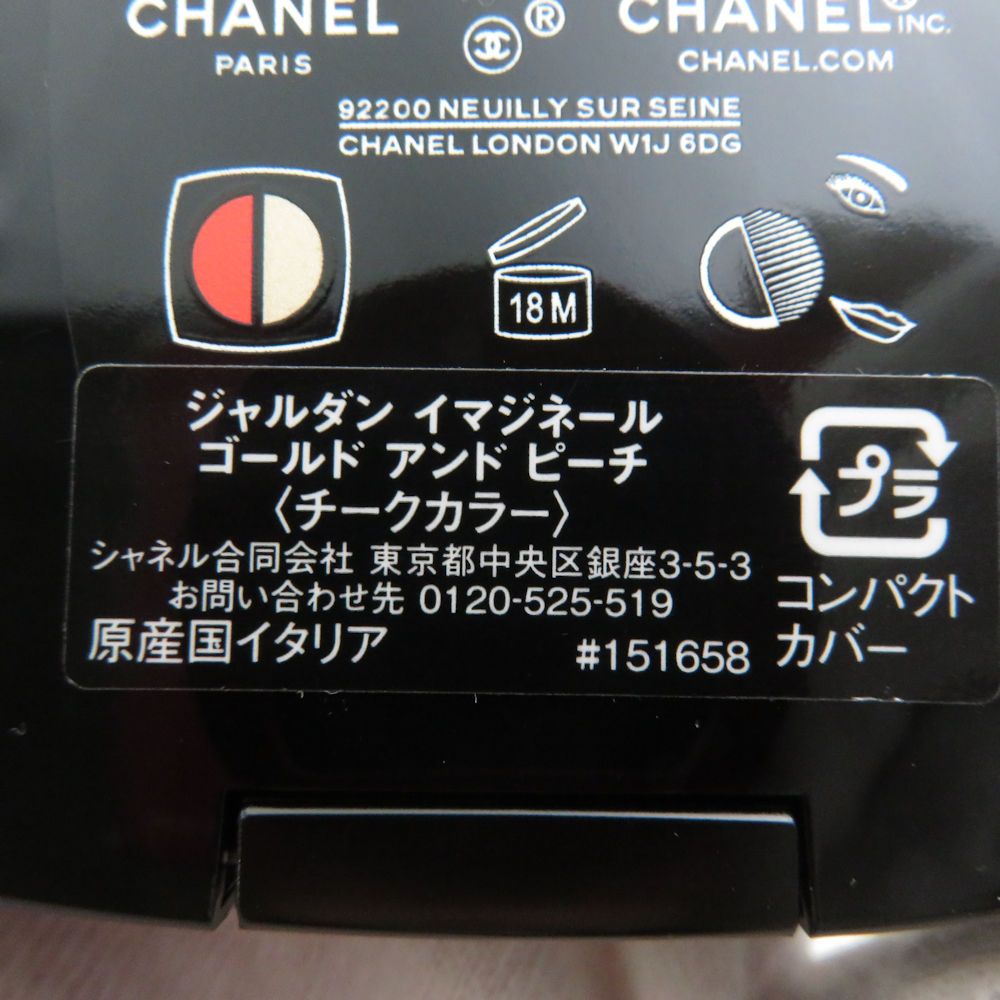 CHANEL ® CHANEL® INC.
PARIS CHANEL.COM
92200 NEUILLY SUR SEINE
CHANEL LONDON W1J 6DG
18 M
ジャルダン イマジネール
ゴールド アンド ピーチ
〈チークカラー〉
シャネル合同会社 東京都中央区銀座3-5-3
お問い合わせ先 0120-525-519
原産国イタリア #151658
プラ
コンパクト
カバー